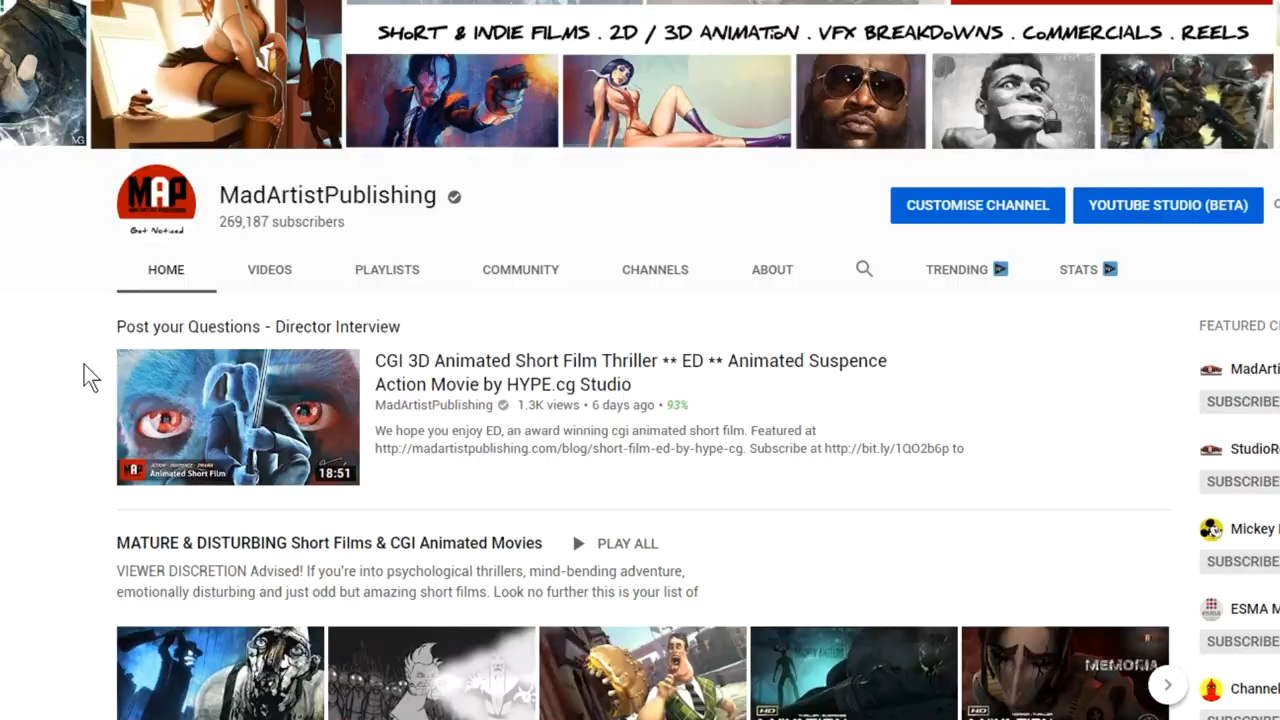 SHORT & INDIE FILMS . 2D / 3D ANIMATION . VFX BREAKDOWNS . COMMERCIALS . REELS
MAP
Get Noticed
MadArtistPublishing
269,187 subscribers
CUSTOMISE CHANNEL
YOUTUBE STUDIO (BETA)
HOME
VIDEOS
PLAYLISTS
COMMUNITY
CHANNELS
ABOUT
TRENDING
STATS
Post your Questions - Director Interview
FEATURED C
CGI 3D Animated Short Film Thriller ** ED ** Animated Suspence
Action Movie by HYPE.cg Studio
MadArtistPublishing 1.3K views • 6 days ago • 93%
We hope you enjoy ED, an award winning cgi animated short film. Featured at
http://madartistpublishing.com/blog/short-film-ed-by-hype-cg. Subscribe at http://bit.ly/1QO2b6p to
MAP
Animated Short Film
18:51
MadArti
SUBSCRIBE
StudioR
SUBSCRIBE
Mickey
SUBSCRIBE
ESMA M
SUBSCRIBE
Channel
MATURE & DISTURBING Short Films & CGI Animated Movies
PLAY ALL
VIEWER DISCRETION Advised! If you're into psychological thrillers, mind-bending adventure,
emotionally disturbing and just odd but amazing short films. Look no further this is your list of
HD
MEMORIA
HD